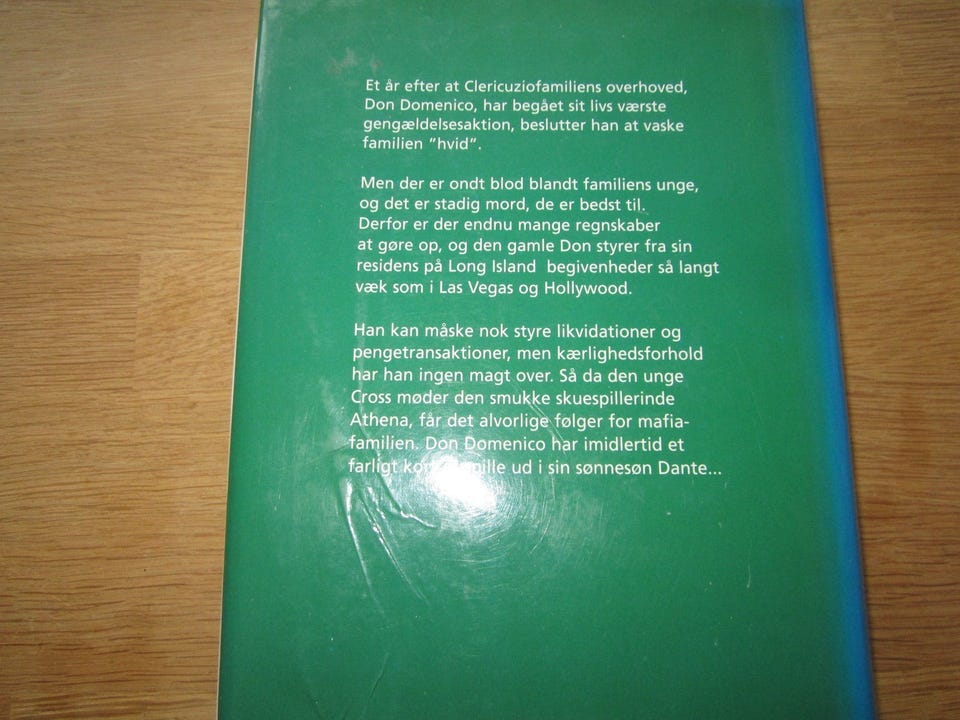 Et år efter at Clericuziofamiliens overhoved,
Don Domenico, har begået sit livs værste
gengældelsesaktion, beslutter han at vaske
familien ”hvid”.
Men der er ondt blod blandt familiens unge,
og det er stadig mord, de er bedst til.
Derfor er der endnu mange regnskaber
at gøre op, og den gamle Don styrer fra sin
residens på Long Island begivenheder så langt
væk som i Las Vegas og Hollywood.
Han kan måske nok styre likvidationer og
pengetransaktioner, men kærlighedsforhold
har han ingen magt over. Så da den unge
Cross møder den smukke skuespillerinde
Athena, får det alvorlige følger for mafia-
familien. Don Domenico har imidlertid et
farligt ud i sin sønnesøn Dante...